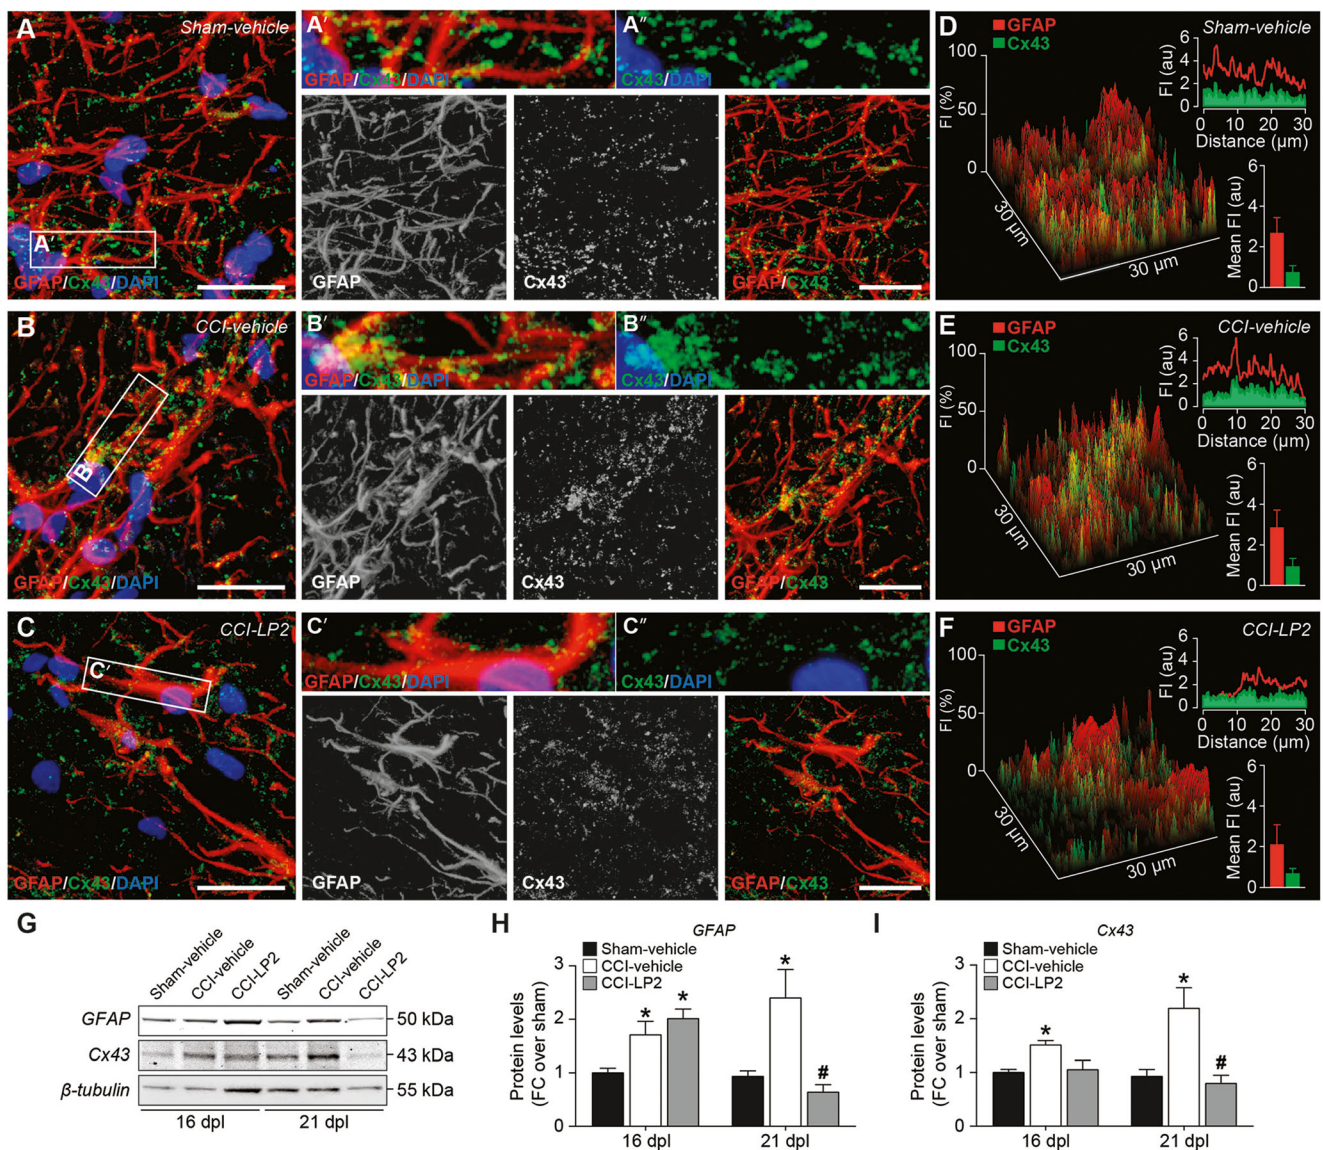 A
Sham-vehicle
A′
GFAP/Cx43/DAPI
A′
GFAP/Cx43/DAPI
A″
Cx43/DAPI
GFAP
Cx43
GFAP/Cx43
D
Sham-vehicle
GFAP
Cx43
100
50
0
FI (%)
30 µm
30 µm
6
4
2
0
FI (au)
0 10 20 30
Distance (µm)
6
4
2
0
Mean FI (au)
B
CCI-vehicle
B′
GFAP/Cx43/DAPI
B′
GFAP/Cx43/DAPI
B″
Cx43/DAPI
GFAP
Cx43
GFAP/Cx43
E
CCI-vehicle
GFAP
Cx43
100
50
0
FI (%)
30 µm
30 µm
6
4
2
0
FI (au)
0 10 20 30
Distance (µm)
6
4
2
0
Mean FI (au)
C
CCI-LP2
C′
GFAP/Cx43/DAPI
C′
GFAP/Cx43/DAPI
C″
Cx43/DAPI
GFAP
Cx43
GFAP/Cx43
F
CCI-LP2
GFAP
Cx43
100
50
0
FI (%)
30 µm
30 µm
6
4
2
0
FI (au)
0 10 20 30
Distance (µm)
6
4
2
0
Mean FI (au)
G
Sham-vehicle
CCI-vehicle
CCI-LP2
Sham-vehicle
CCI-vehicle
CCI-LP2
GFAP 50 kDa
Cx43 43 kDa
β-tubulin 55 kDa
16 dpl 21 dpl
H
GFAP
Sham-vehicle
CCI-vehicle
CCI-LP2
Protein levels
(FC over sham)
3
2
1
0
* * * #
16 dpl 21 dpl
I
Cx43
Sham-vehicle
CCI-vehicle
CCI-LP2
Protein levels
(FC over sham)
3
2
1
0
* * #
16 dpl 21 dpl